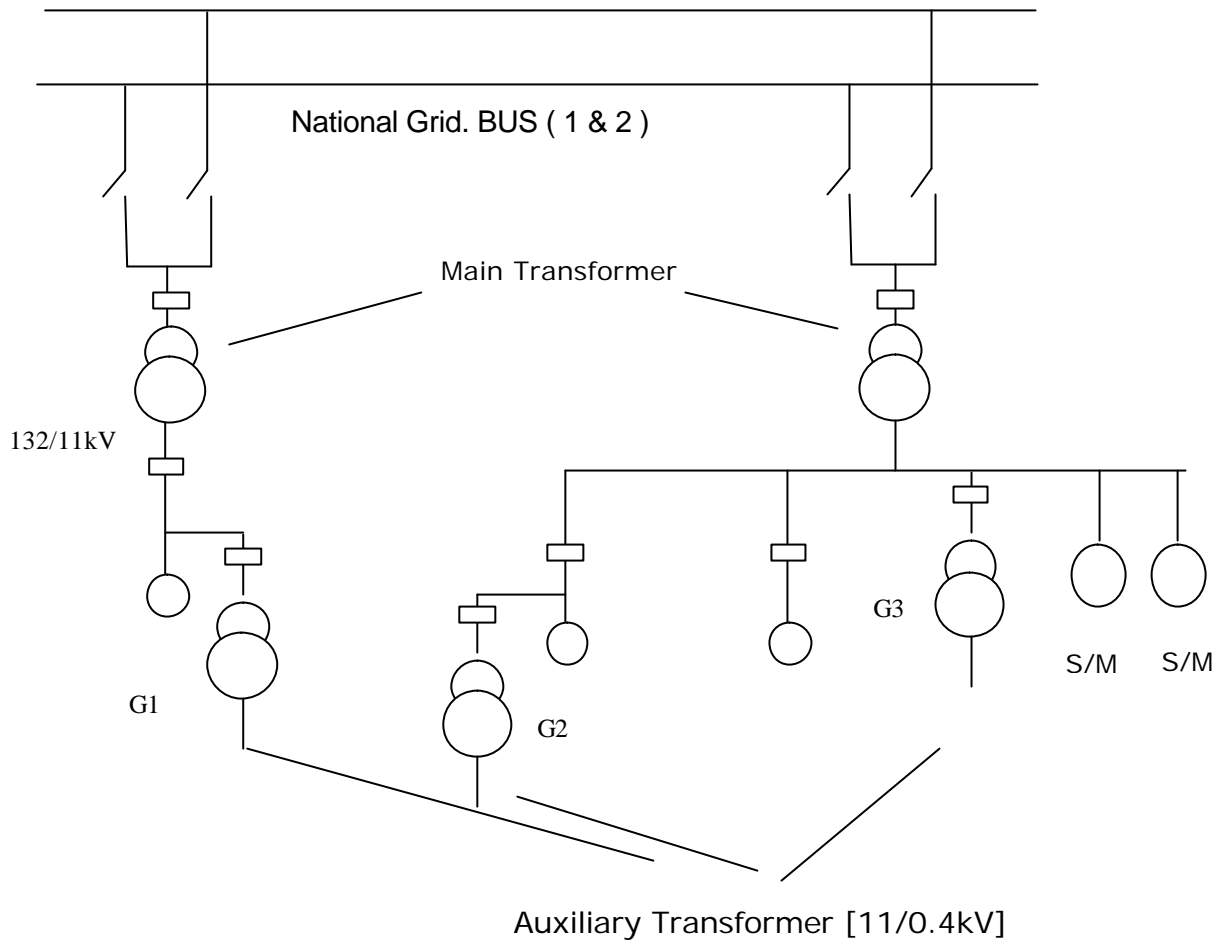 National Grid. BUS ( 1 & 2 )
Main Transformer
132/11kV
G3
S/M
S/M
G1
G2
Auxiliary Transformer [11/0.4kV]